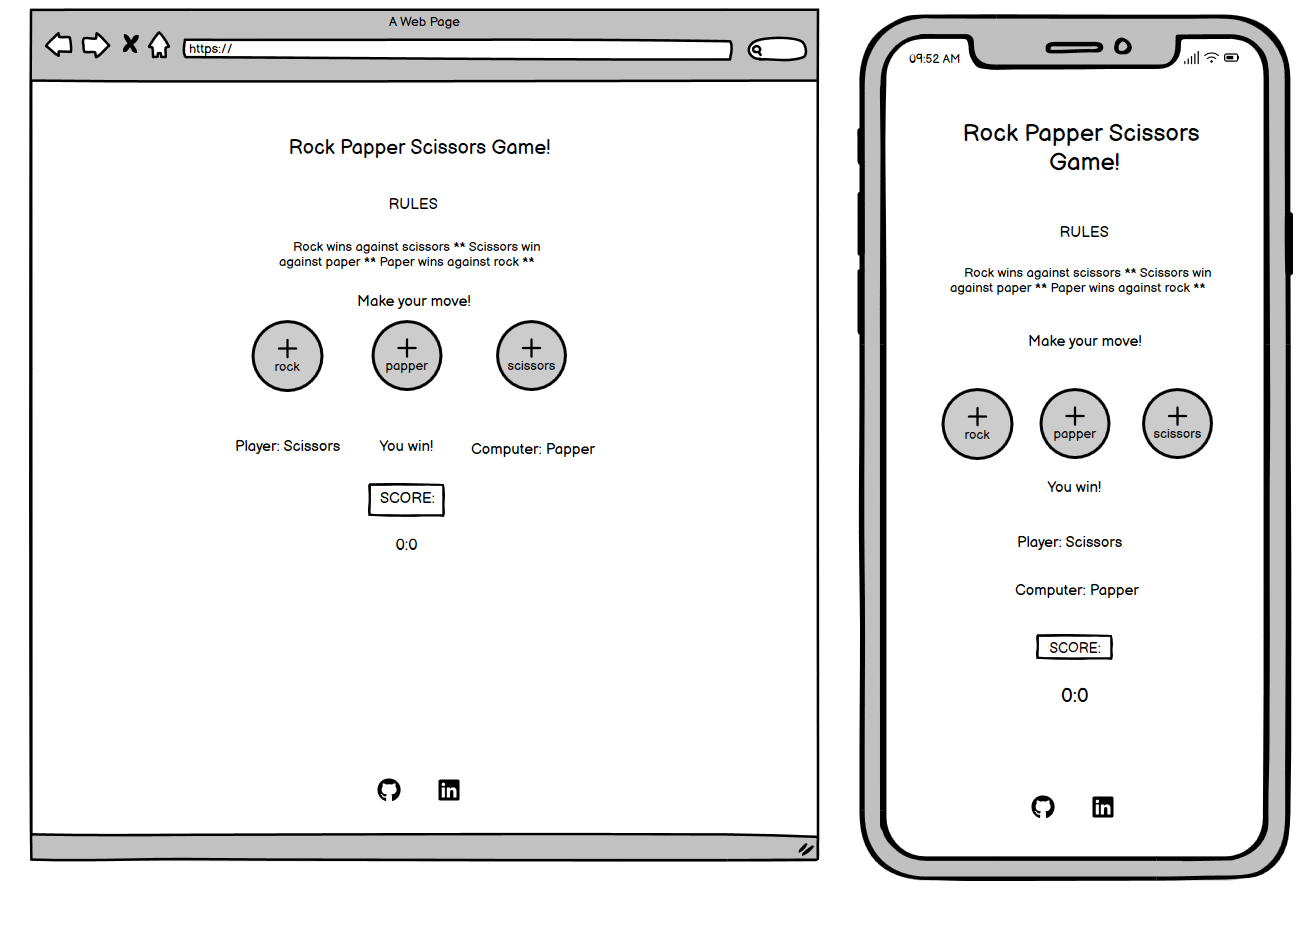 A Web Page
https://
Rock Papper Scissors Game!
RULES
Rock wins against scissors ** Scissors win
against paper ** Paper wins against rock **
Make your move!
rock
papper
scissors
Player: Scissors
You win!
Computer: Papper
SCORE:
0:0
in
09:52 AM
Rock Papper Scissors
Game!
RULES
Rock wins against scissors ** Scissors win
against paper ** Paper wins against rock **
Make your move!
rock
papper
scissors
You win!
Player: Scissors
Computer: Papper
SCORE:
0:0
in